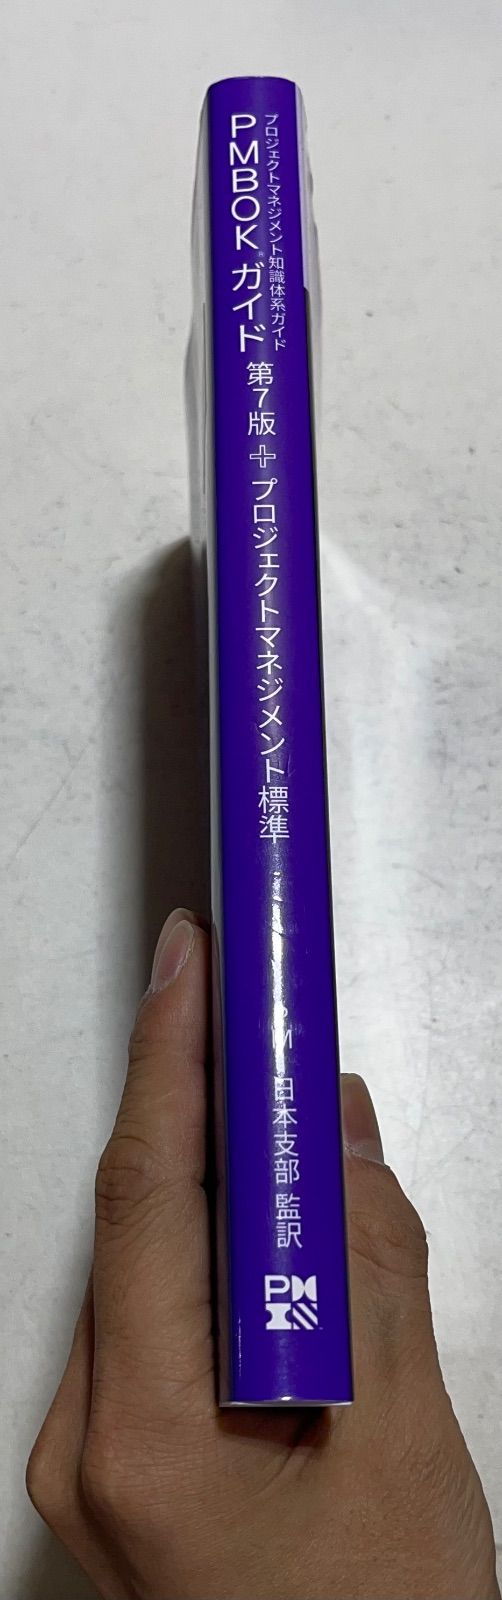 プロジェクトマネジメント知識体系ガイド
PMBOK®ガイド 第7版 + プロジェクトマネジメント標準
PM 日本支部 監訳